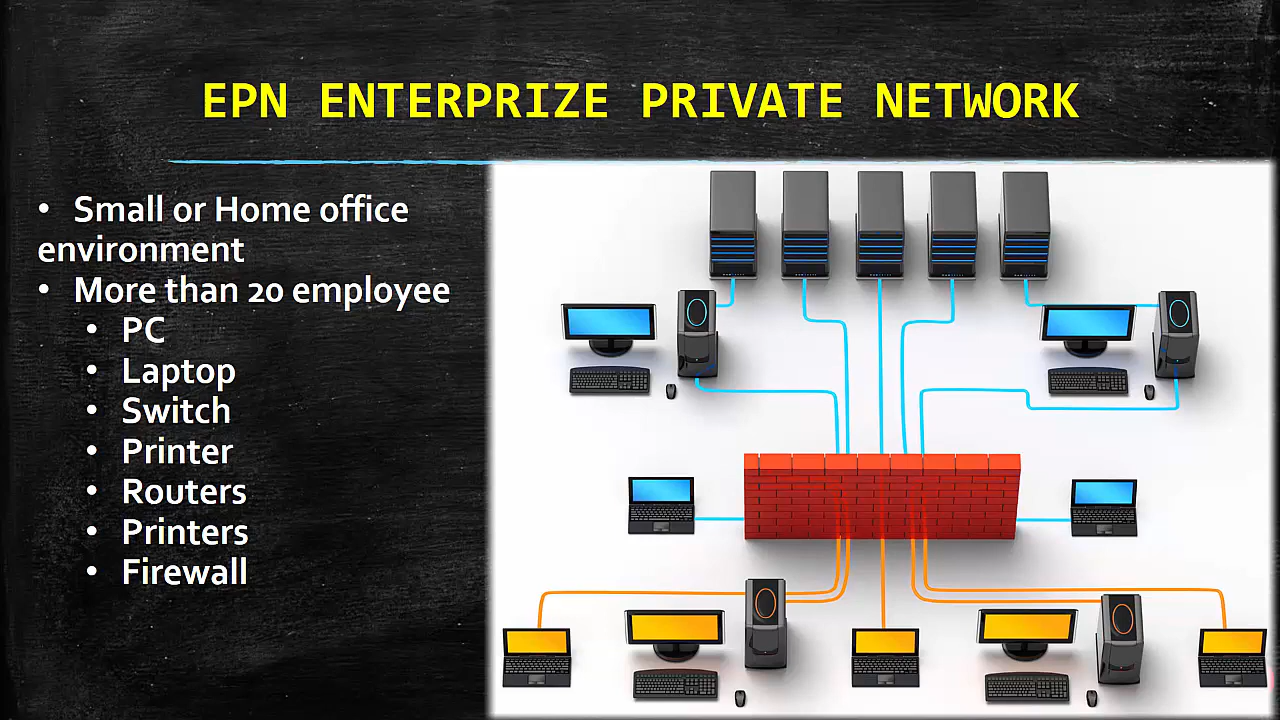 EPN ENTERPRIZE PRIVATE NETWORK
• Small or Home office
environment
• More than 20 employee
• PC
• Laptop
• Switch
• Printer
• Routers
• Printers
• Firewall